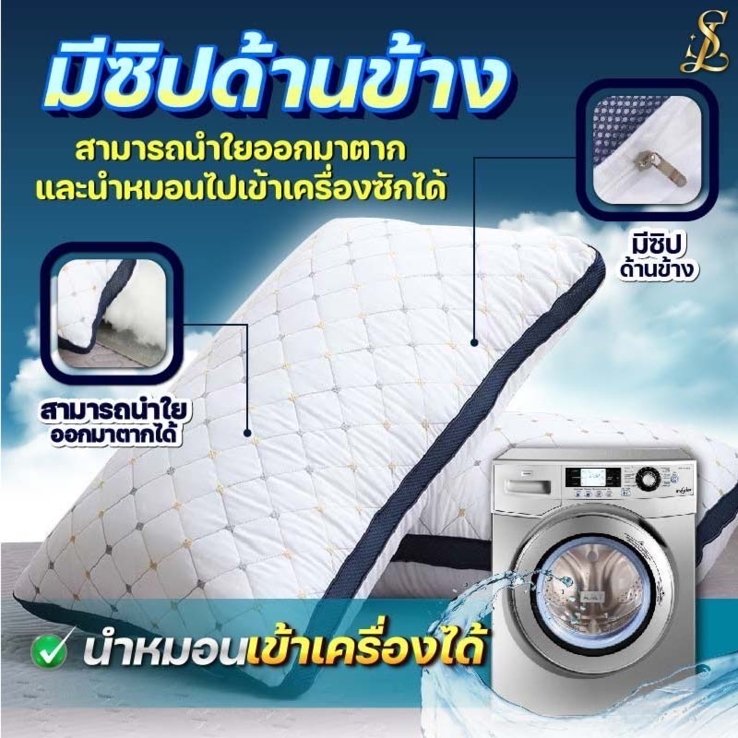 SL
มีซิปด้านข้าง
สามารถนำใยออกมาตาก
และนำหมอนไปเข้าเครื่องซักได้
มีซิป
ด้านข้าง
สามารถนำใย
ออกมาตากได้
นำหมอนเข้าเครื่องได้